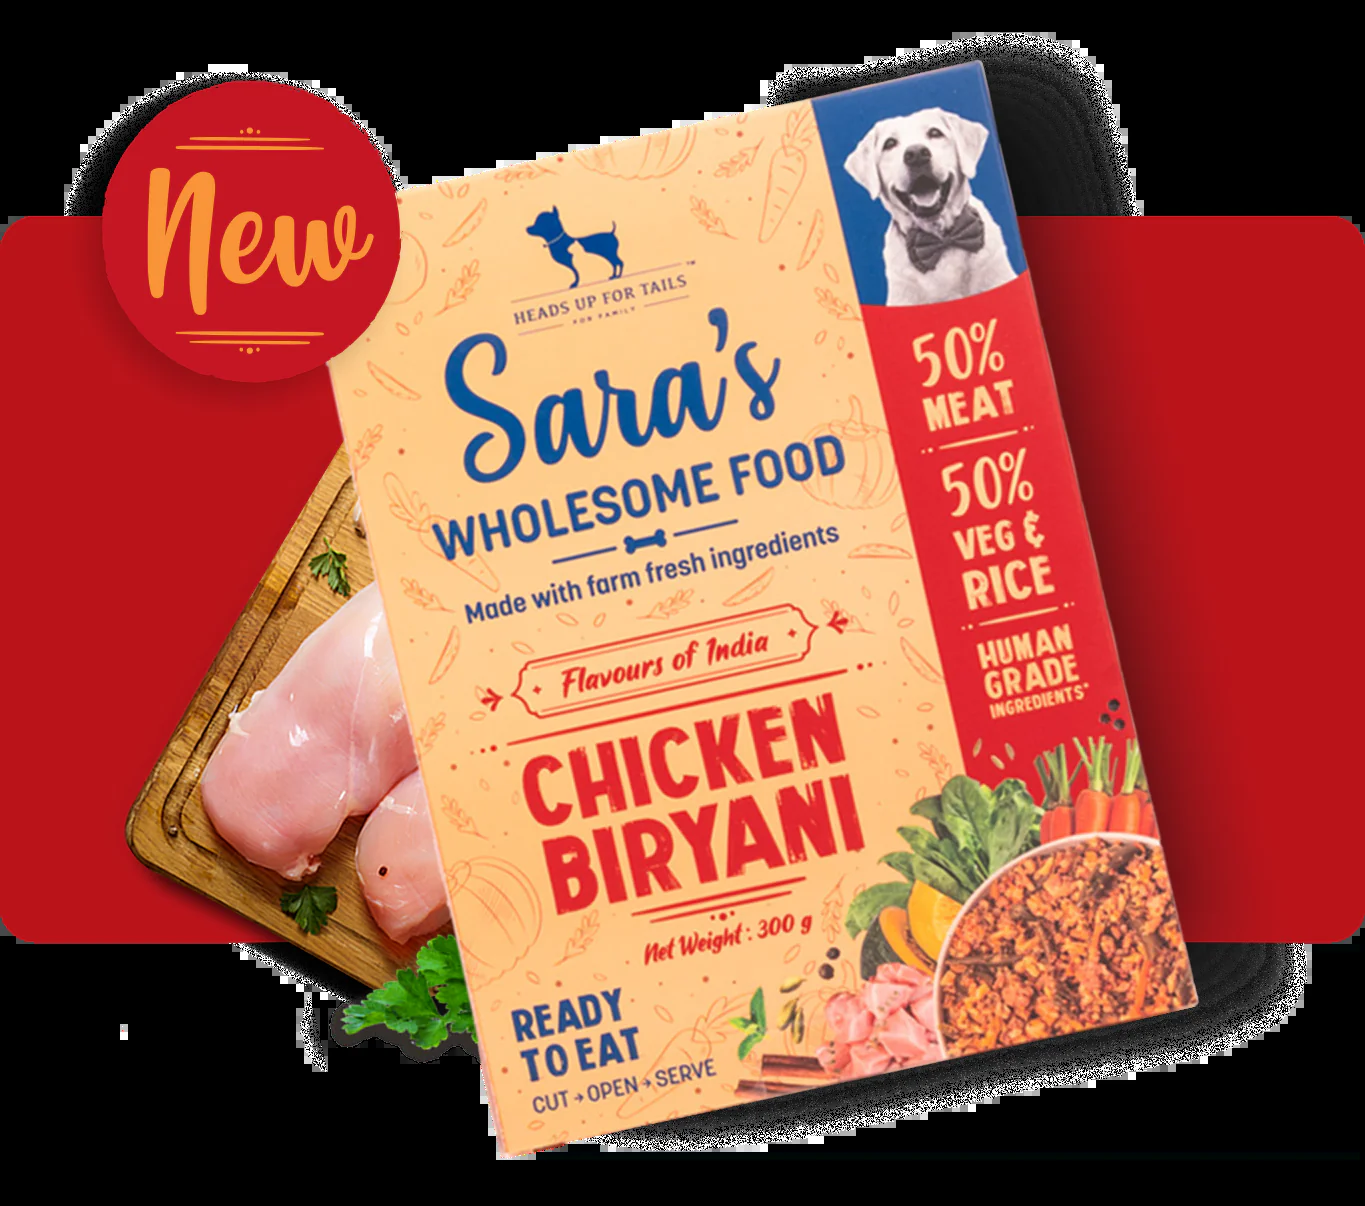 New
HEADS UP FOR TAILS
FOR FAMILY
Sara's
WHOLESOME FOOD
Made with farm fresh ingredients
Flavours of India
CHICKEN
BIRYANI
Net Weight : 300 g
READY
TO EAT
CUT → OPEN → SERVE
50%
MEAT
50%
VEG &
RICE
HUMAN
GRADE
INGREDIENTS*